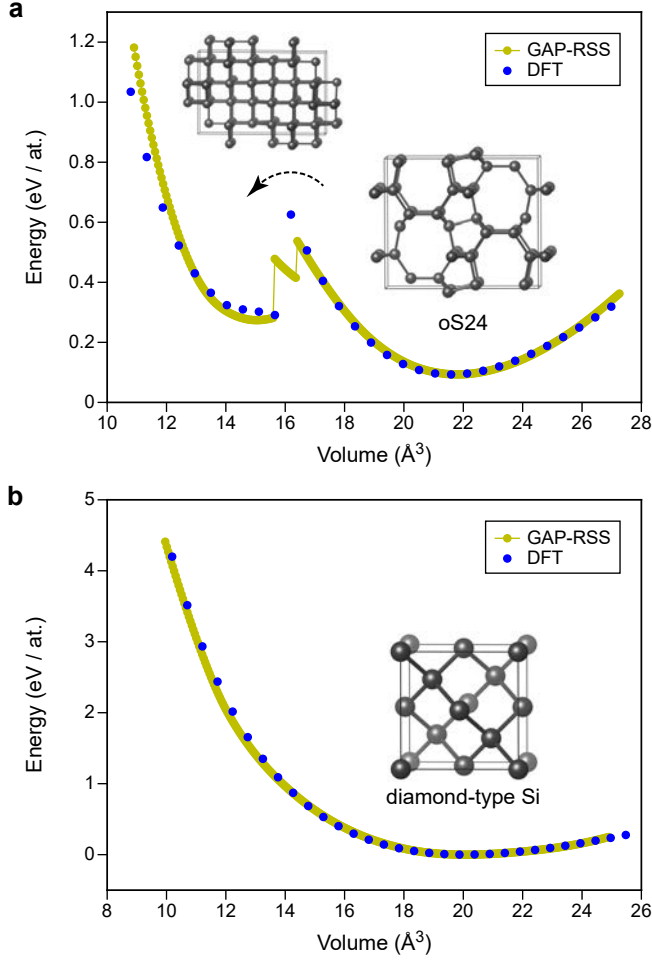 a
1.2
1.0
0.8
0.6
0.4
0.2
0
Energy (eV / at.)
GAP-RSS
DFT
oS24
10 12 14 16 18 20 22 24 26 28
Volume (Å³)
b
5
4
3
2
1
0
Energy (eV / at.)
GAP-RSS
DFT
diamond-type Si
8 10 12 14 16 18 20 22 24 26
Volume (Å³)